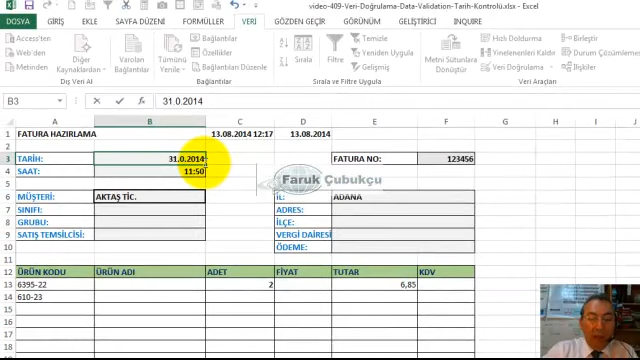 video-409-Veri-Doğrulama-Data-Validation-Tarih-Kontrolü.xlsx - Excel
DOSYA GİRİŞ EKLE SAYFA DÜZENİ FORMÜLLER VERİ GÖZDEN GEÇİR GÖRÜNÜM GELİŞTİRİCİ INQUIRE
Access'ten
Web'den
Metinden
Diğer Kaynaklardan
Varolan Bağlantılar
Dış Veri Al
Tümünü Yenile
Bağlantılar
Özellikler
Bağlantıları Düzenle
Bağlantılar
Sırala
Filtre
Temizle
Yeniden Uygula
Gelişmiş
Sırala ve Filtre Uygula
Metni Sütunlara Dönüştür
Hızlı Doldurma
Yinelenenleri Kaldır
Veri Doğrulama
Birleştir
Durum Çözümlemesi
İlişkiler
Veri Araçları
B3 31.0.2014
A B C D E F
1 FATURA HAZIRLAMA 13.08.2014 12:17 13.08.2014
2
3 TARİH: 31.0.2014 FATURA NO: 123456
4 SAAT: 11:50
Faruk Çubukçu
5
6 MÜŞTERİ: AKTAŞ TİC. İL: ADANA
7 SINIFI: ADRES:
8 GRUBU: İLÇE:
9 SATIŞ TEMSİLCİSİ: VERGİ DAİRESİ
10 ÖDEME:
11
12 ÜRÜN KODU ÜRÜN ADI ADET FİYAT TUTAR KDV
13 6395-22 2 6,85
14 610-23
15
16
17
18